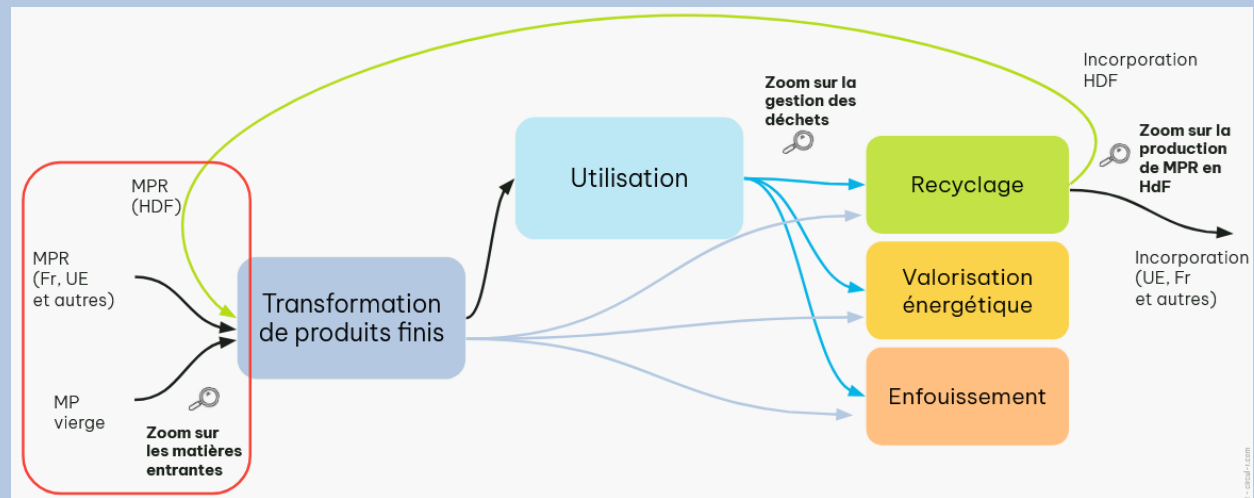 MPR
(HDF)
MPR
(Fr, UE
et autres)
MP
vierge
Zoom sur
les matières
entrantes
Transformation
de produits finis
Utilisation
Zoom sur la
gestion des
déchets
Recyclage
Valorisation
énergétique
Enfouissement
Incorporation
HDF
Zoom sur la
production
de MPR en
HdF
Incorporation
(UE, Fr
et autres)